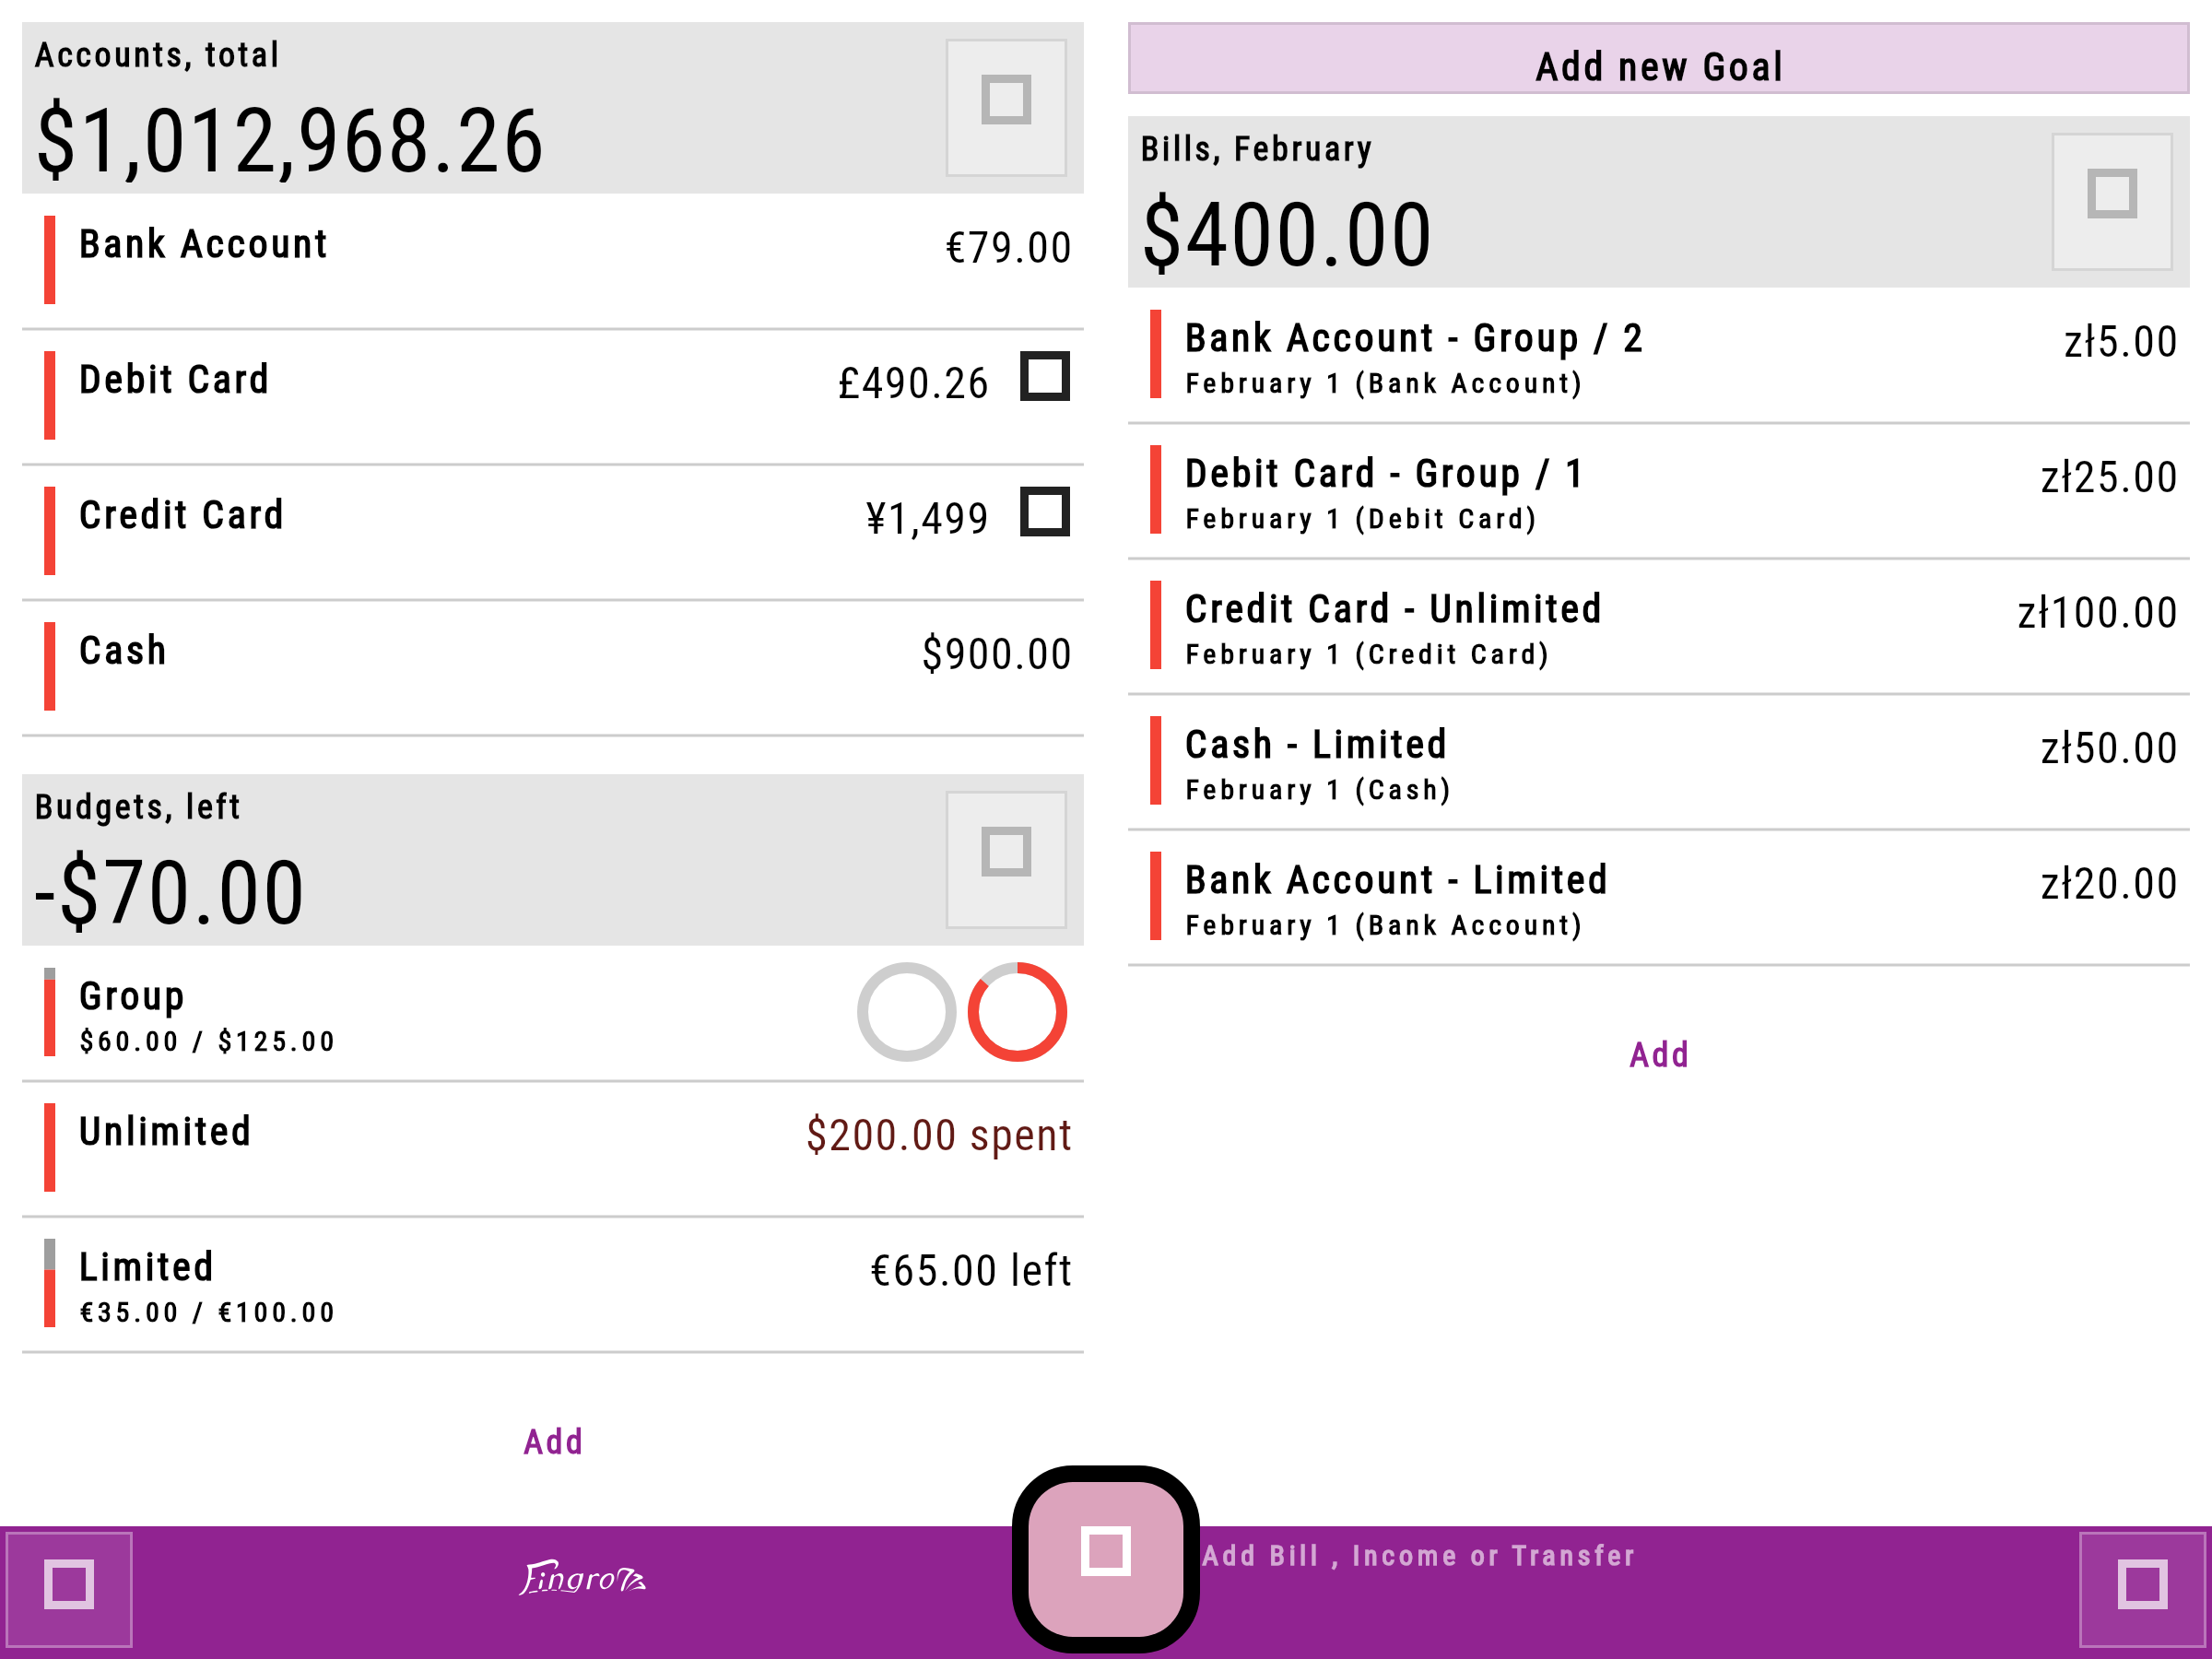 Accounts, total
$1,012,968.26
Bank Account
€79.00
Debit Card
£490.26
Credit Card
¥1,499
Cash
$900.00
Budgets, left
-$70.00
Group
$60.00 / $125.00
Unlimited
$200.00 spent
Limited
€35.00 / €100.00
€65.00 left
Add
Add new Goal
Bills, February
$400.00
Bank Account - Group / 2
zł5.00
February 1 (Bank Account)
Debit Card - Group / 1
zł25.00
February 1 (Debit Card)
Credit Card - Unlimited
zł100.00
February 1 (Credit Card)
Cash - Limited
zł50.00
February 1 (Cash)
Bank Account - Limited
zł20.00
February 1 (Bank Account)
Add
Fingro
Add Bill , Income or Transfer